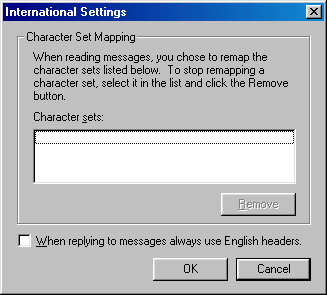 International Settings
Character Set Mapping
When reading messages, you chose to remap the
character sets listed below. To stop remapping a
character set, select it in the list and click the Remove
button.
Character sets:
Remove
When replying to messages always use English headers.
OK
Cancel